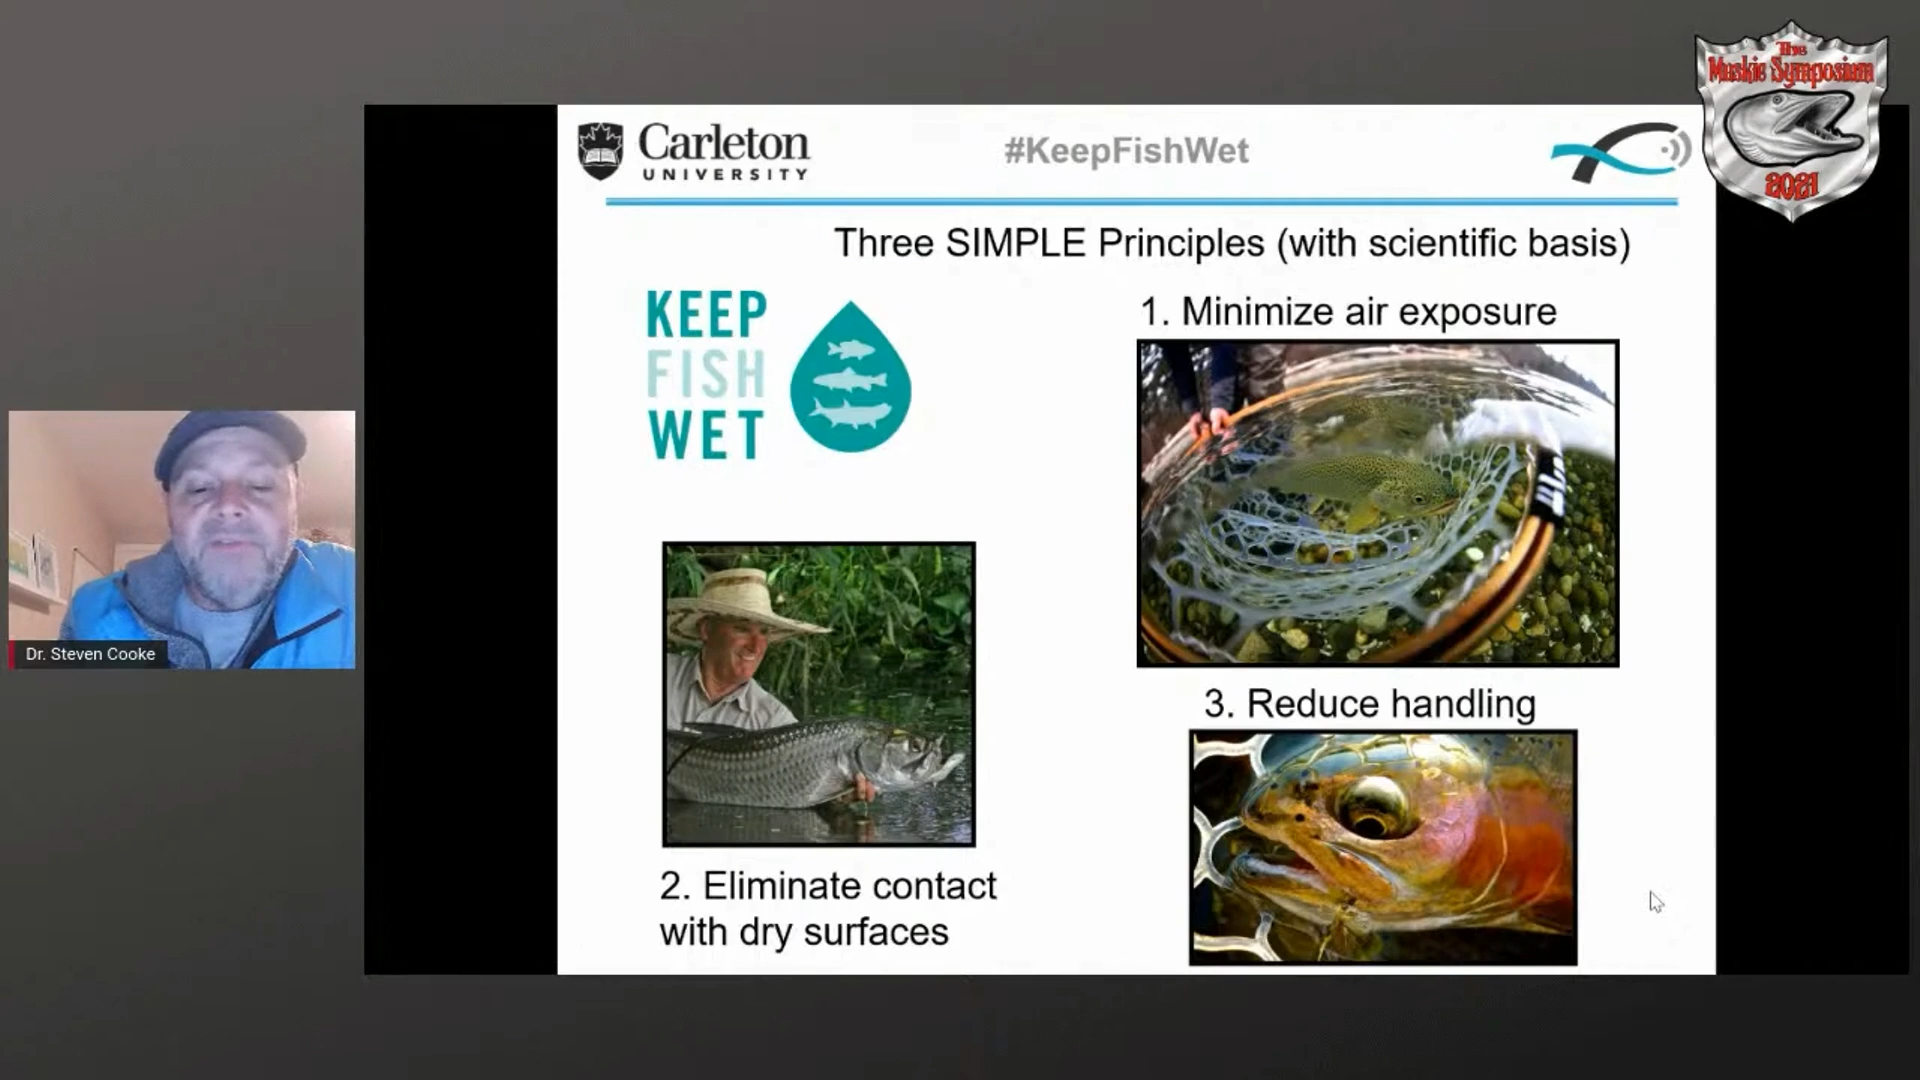 The
Muskie Symposium
2021
Carleton
UNIVERSITY
#KeepFishWet
Three SIMPLE Principles (with scientific basis)
KEEP
FISH
WET
1. Minimize air exposure
2. Eliminate contact
with dry surfaces
3. Reduce handling
Dr. Steven Cooke